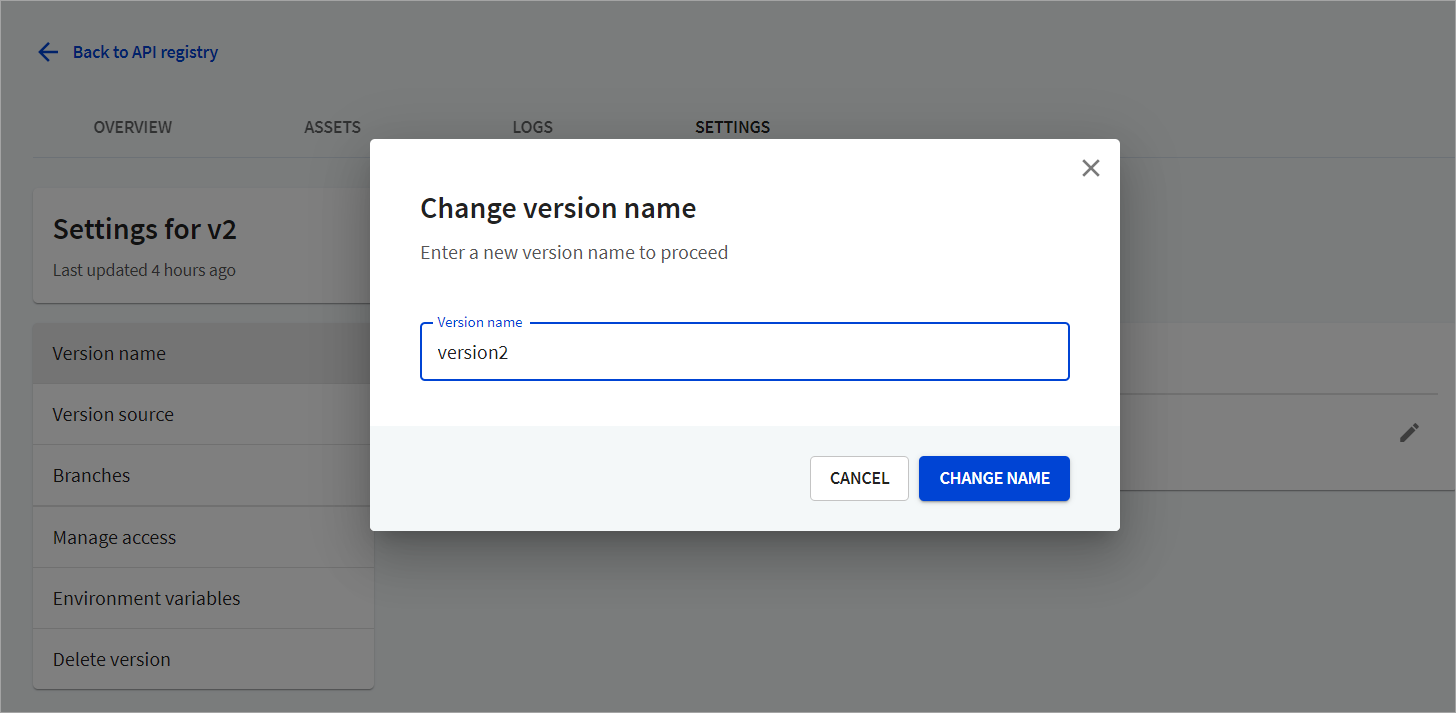 Back to API registry
OVERVIEW ASSETS LOGS SETTINGS
Settings for v2
Last updated 4 hours ago
Version name
Version source
Branches
Manage access
Environment variables
Delete version
Change version name
Enter a new version name to proceed
Version name
version2
CANCEL CHANGE NAME